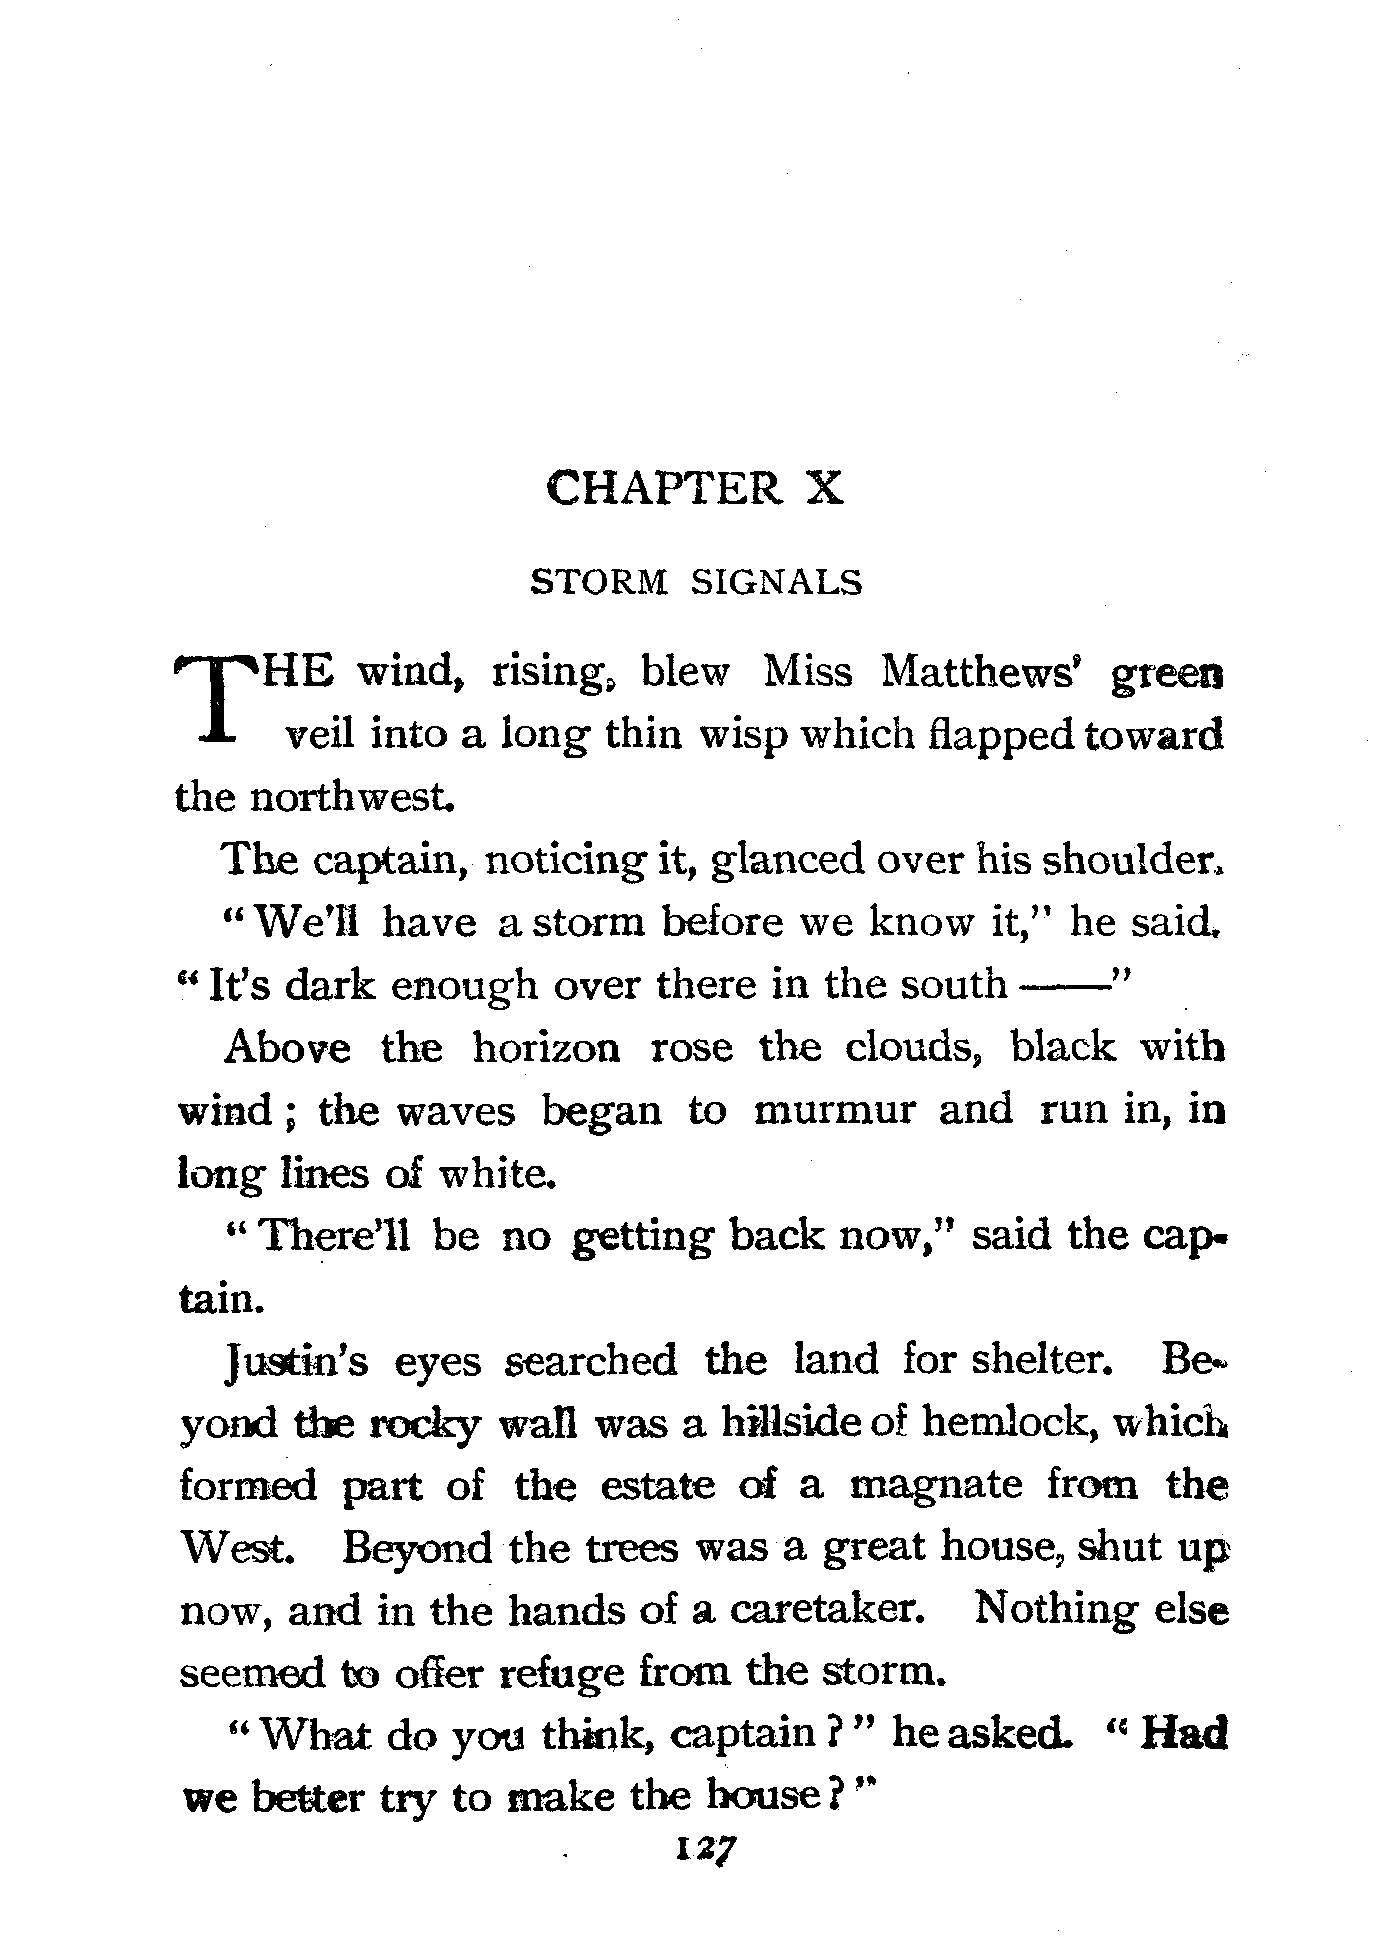 CHAPTER X
STORM SIGNALS
THE wind, rising, blew Miss Matthews' green
veil into a long thin wisp which flapped toward
the northwest.
The captain, noticing it, glanced over his shoulder.
"We'll have a storm before we know it," he said.
"It's dark enough over there in the south ——"
Above the horizon rose the clouds, black with
wind; the waves began to murmur and run in, in
long lines of white.
"There'll be no getting back now," said the cap-
tain.
Justin's eyes searched the land for shelter. Be-
yond the rocky wall was a hillside of hemlock, which
formed part of the estate of a magnate from the
West. Beyond the trees was a great house, shut up
now, and in the hands of a caretaker. Nothing else
seemed to offer refuge from the storm.
"What do you think, captain?" he asked. "Had
we better try to make the house?"
127